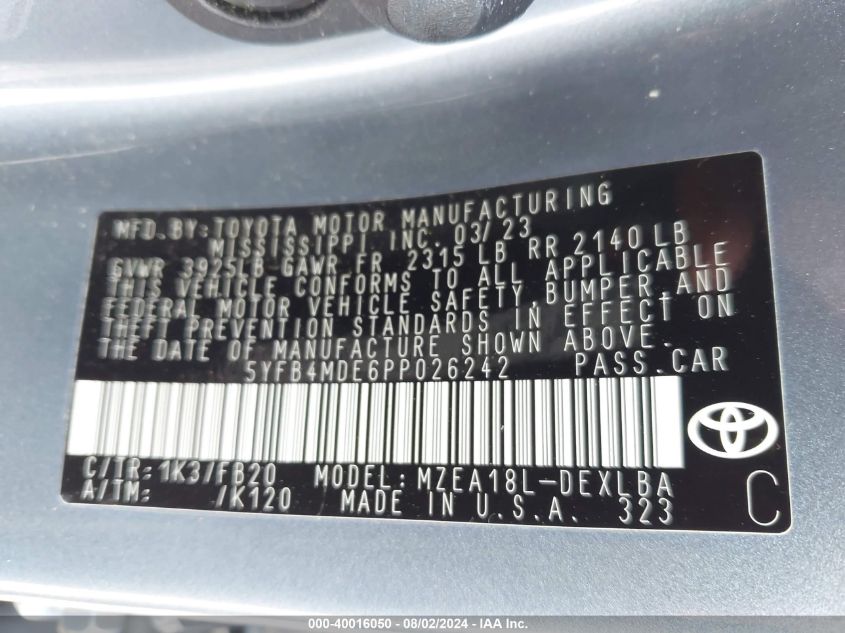 MFD. BY: TOYOTA MOTOR MANUFACTURING
MISSISSIPPI INC. 03/23
GVWR 3925LB GAWR FR 2315 LB RR 2140 LB
THIS VEHICLE CONFORMS TO ALL APPLICABLE
FEDERAL MOTOR VEHICLE SAFETY, BUMPER, AND
THEFT PREVENTION STANDARDS IN EFFECT ON
THE DATE OF MANUFACTURE SHOWN ABOVE.
5YFB4MDE6PP026242 PASS. CAR
C/TR: 1K3/FB20 MODEL: MZEA18L-DEXLBA
A/TM: /K120 MADE IN U.S.A. 323
C
000-40016050 - 08/02/2024 - IAA Inc.